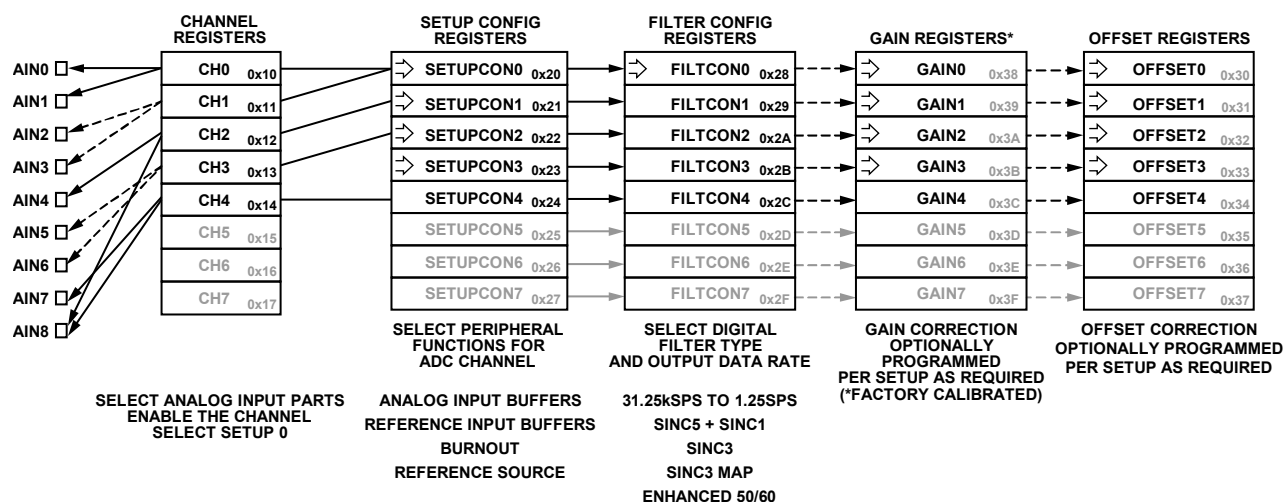 CHANNEL
REGISTERS
SETUP CONFIG
REGISTERS
FILTER CONFIG
REGISTERS
GAIN REGISTERS*
OFFSET REGISTERS
AIN0
CH0 0x10
SETUPCON0 0x20
FILTCON0 0x28
GAIN0 0x38
OFFSET0 0x30
AIN1
CH1 0x11
SETUPCON1 0x21
FILTCON1 0x29
GAIN1 0x39
OFFSET1 0x31
AIN2
CH2 0x12
SETUPCON2 0x22
FILTCON2 0x2A
GAIN2 0x3A
OFFSET2 0x32
AIN3
CH3 0x13
SETUPCON3 0x23
FILTCON3 0x2B
GAIN3 0x3B
OFFSET3 0x33
AIN4
CH4 0x14
SETUPCON4 0x24
FILTCON4 0x2C
GAIN4 0x3C
OFFSET4 0x34
AIN5
CH5 0x15
SETUPCON5 0x25
FILTCON5 0x2D
GAIN5 0x3D
OFFSET5 0x35
AIN6
CH6 0x16
SETUPCON6 0x26
FILTCON6 0x2E
GAIN6 0x3E
OFFSET6 0x36
AIN7
CH7 0x17
SETUPCON7 0x27
FILTCON7 0x2F
GAIN7 0x3F
OFFSET7 0x37
AIN8
SELECT ANALOG INPUT PARTS
ENABLE THE CHANNEL
SELECT SETUP 0
SELECT PERIPHERAL
FUNCTIONS FOR
ADC CHANNEL
ANALOG INPUT BUFFERS
REFERENCE INPUT BUFFERS
BURNOUT
REFERENCE SOURCE
SELECT DIGITAL
FILTER TYPE
AND OUTPUT DATA RATE
31.25kSPS TO 1.25SPS
SINC5 + SINC1
SINC3
SINC3 MAP
ENHANCED 50/60
GAIN CORRECTION
OPTIONALLY
PROGRAMMED
PER SETUP AS REQUIRED
(*FACTORY CALIBRATED)
OFFSET CORRECTION
OPTIONALLY PROGRAMMED
PER SETUP AS REQUIRED